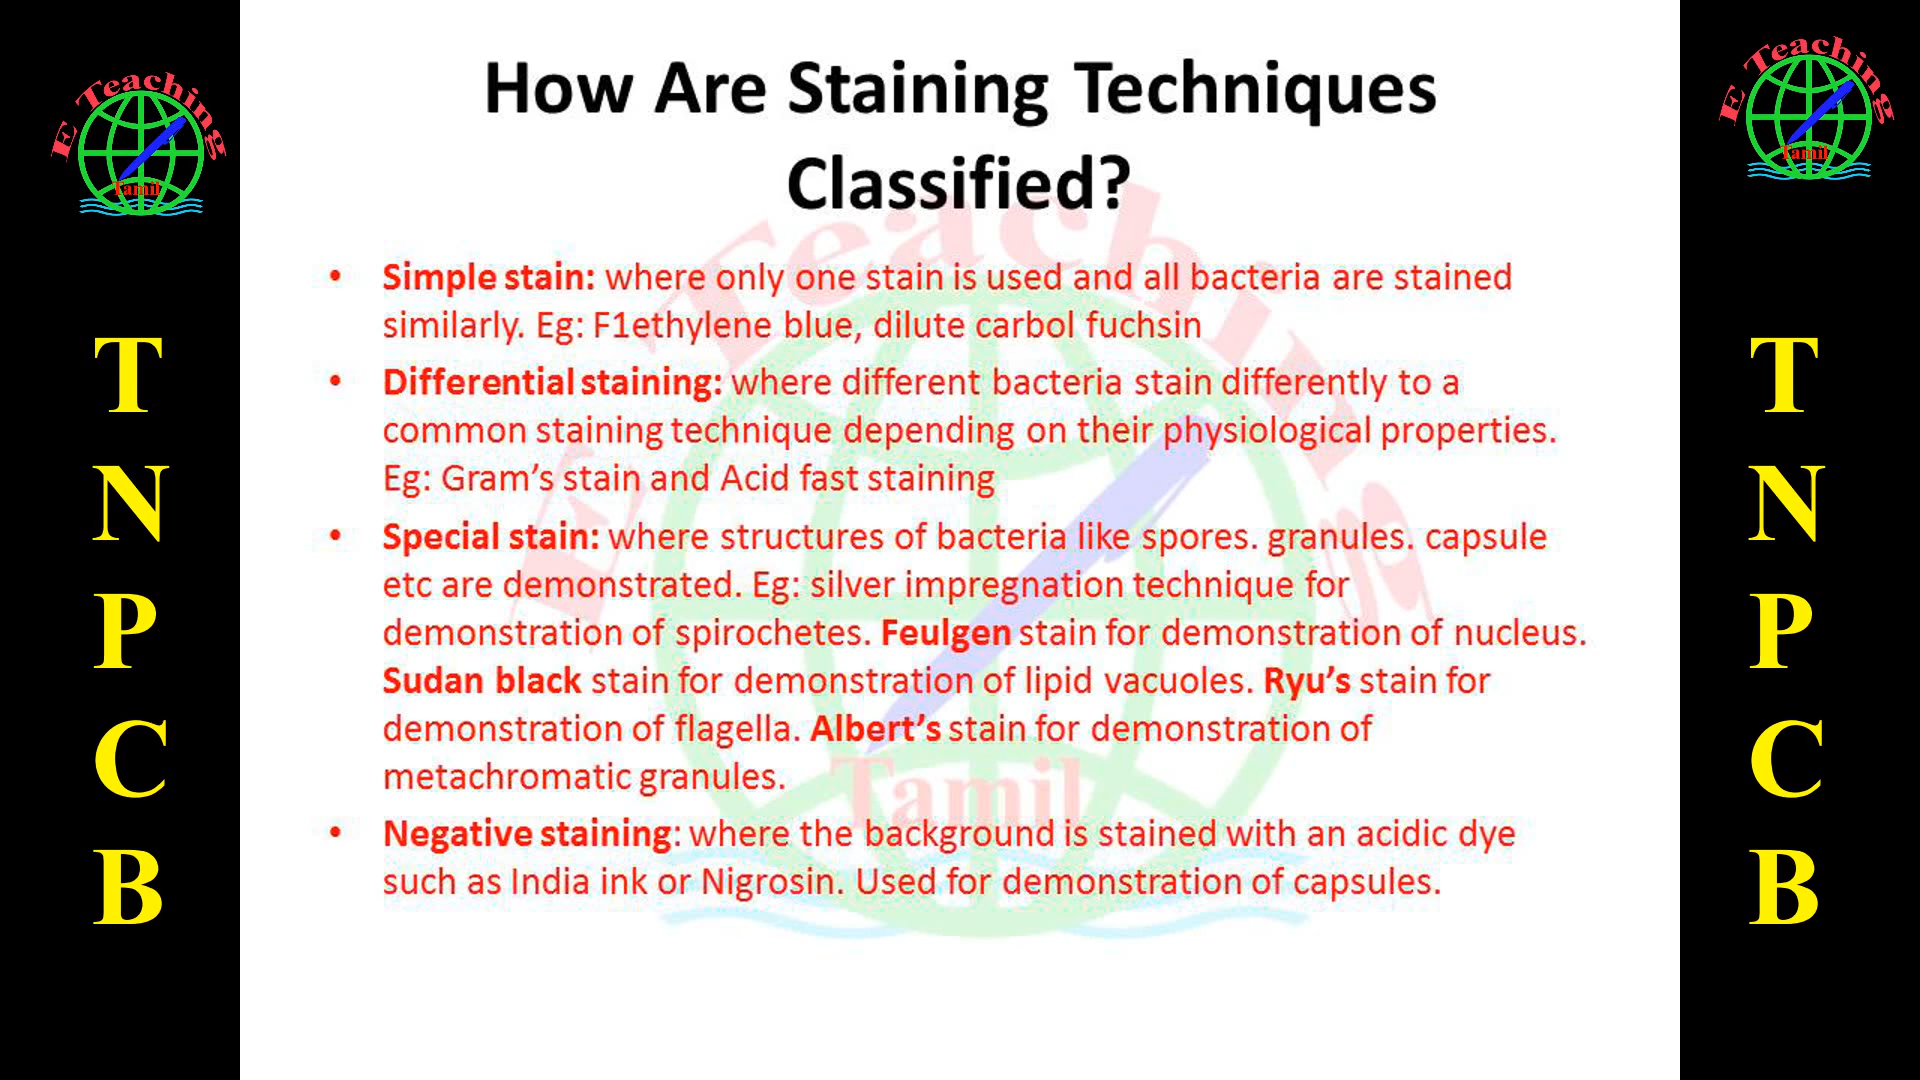 E Teaching
Tamil
T
N
P
C
B
How Are Staining Techniques
Classified?
• Simple stain: where only one stain is used and all bacteria are stained
similarly. Eg: F1ethylene blue, dilute carbol fuchsin
• Differential staining: where different bacteria stain differently to a
common staining technique depending on their physiological properties.
Eg: Gram’s stain and Acid fast staining
• Special stain: where structures of bacteria like spores. granules. capsule
etc are demonstrated. Eg: silver impregnation technique for
demonstration of spirochetes. Feulgen stain for demonstration of nucleus.
Sudan black stain for demonstration of lipid vacuoles. Ryu’s stain for
demonstration of flagella. Albert’s stain for demonstration of
metachromatic granules.
• Negative staining: where the background is stained with an acidic dye
such as India ink or Nigrosin. Used for demonstration of capsules.
E Teaching
Tamil
E Teaching
Tamil
T
N
P
C
B